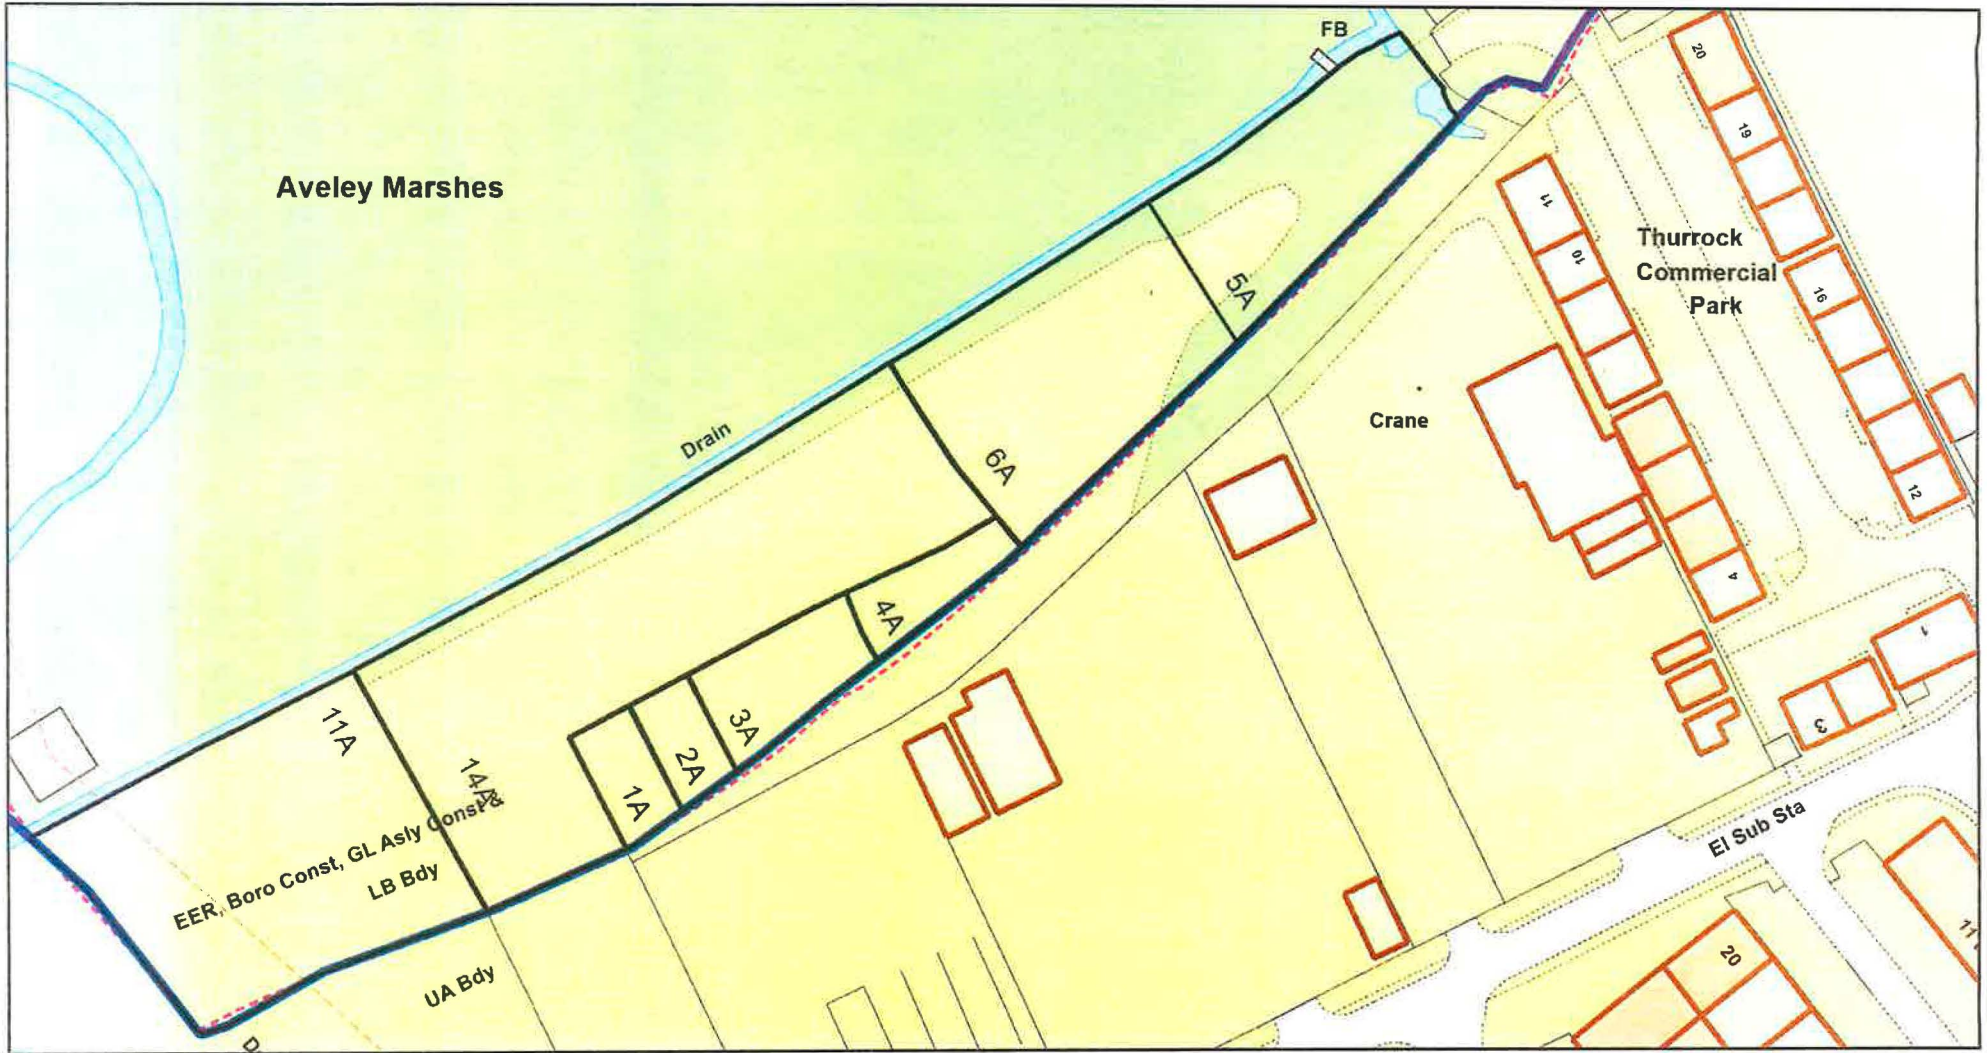 FB
20
19
Aveley Marshes
11
10
Thurrock
Commercial
Park
16
5A
Crane
Drain
6A
12
4
4A
1
11A
3A
3
2A
14A
1A
EER, Boro Const, GL Asly Const &
LB Bdy
El Sub Sta
UA Bdy
20
11
D